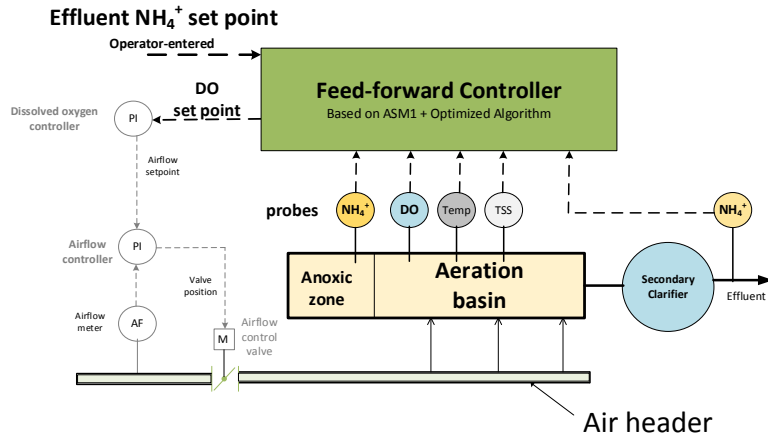 Effluent NH₄⁺ set point
Operator-entered
Feed-forward Controller
Based on ASM1 + Optimized Algorithm
DO
set point
Dissolved oxygen
controller
PI
Airflow
setpoint
probes
NH₄⁺
DO
Temp
TSS
NH₄⁺
Airflow
controller
PI
Valve
position
Anoxic
zone
Aeration
basin
Secondary
Clarifier
Effluent
Airflow
meter
AF
M
Airflow
control
valve
Air header